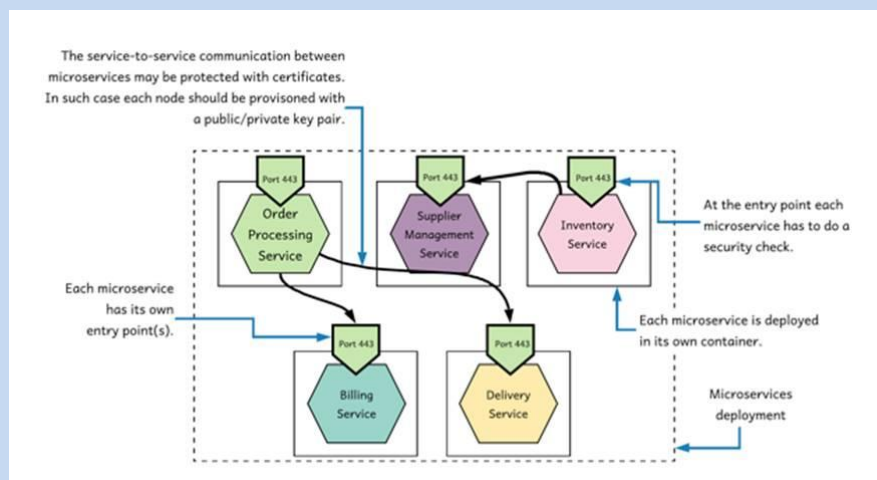 The service-to-service communication between
microservices may be protected with certificates.
In such case each node should be provisoned with
a public/private key pair.
Port 443
Port 443
Port 443
Order
Processing
Service
Supplier
Management
Service
Inventory
Service
At the entry point each
microservice has to do a
security check.
Each microservice
has its own
entry point(s).
Each microservice is deployed
in its own container.
Port 443
Port 443
Billing
Service
Delivery
Service
Microservices
deployment